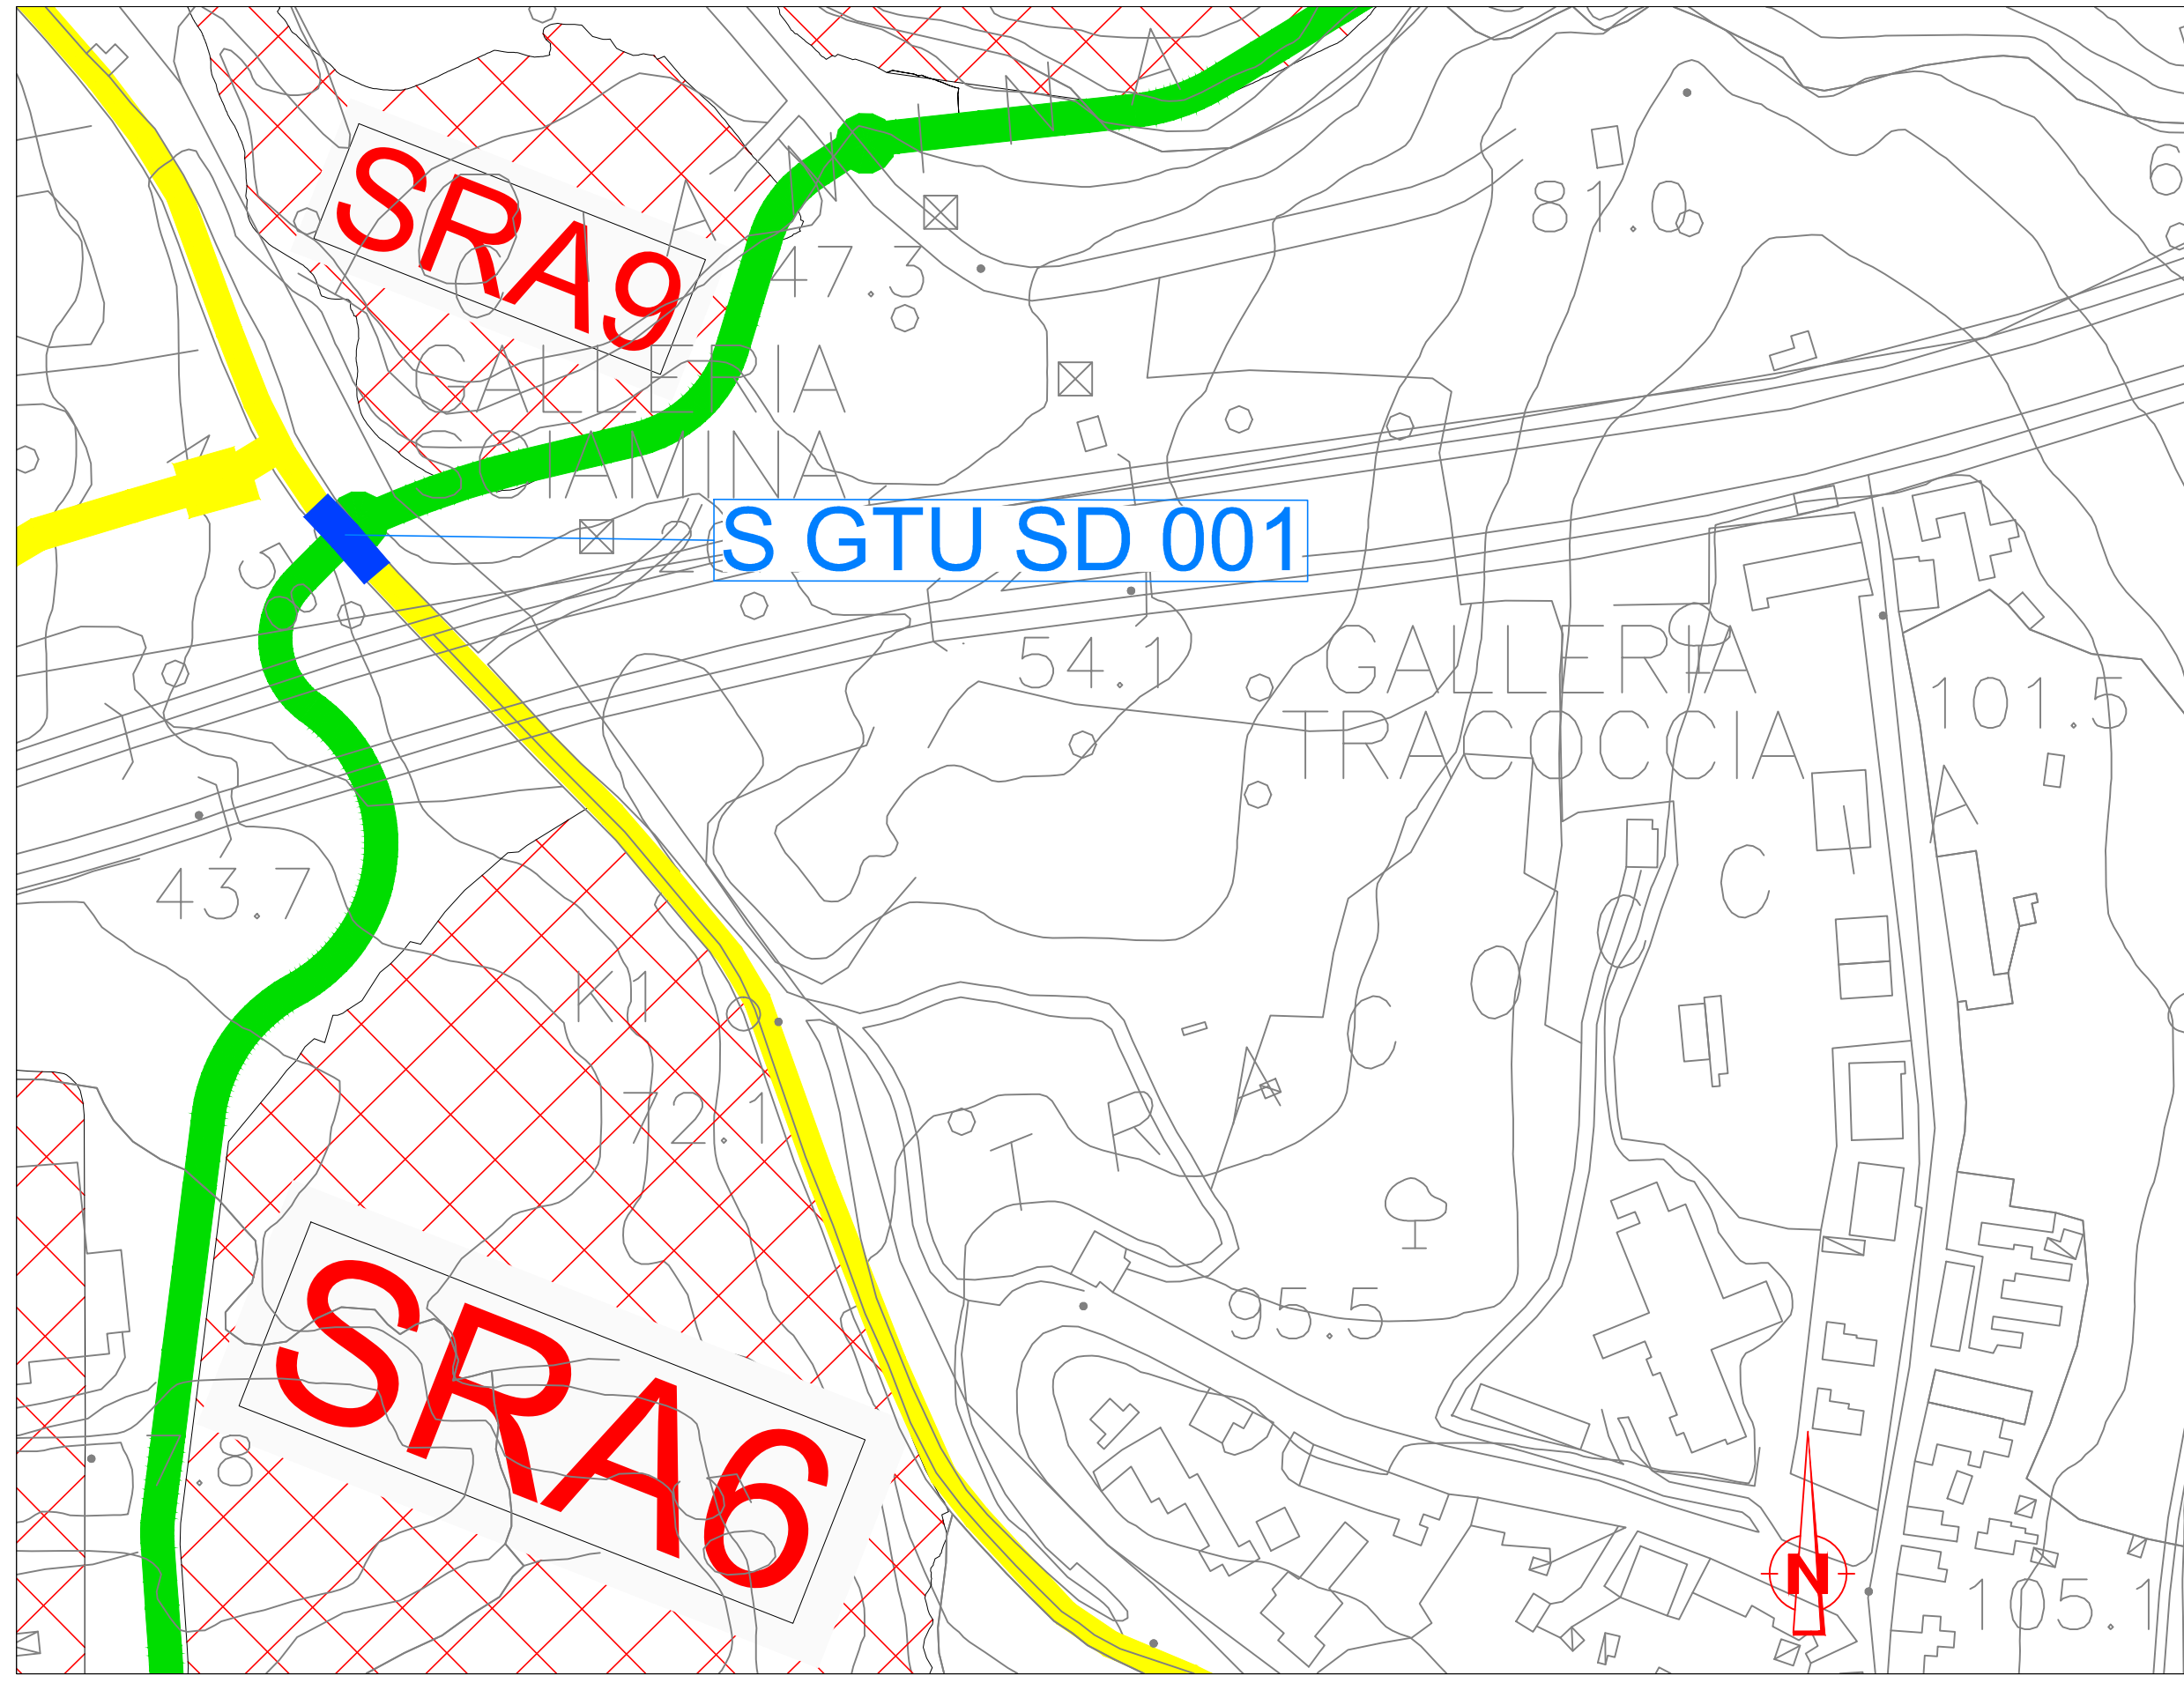 SRA9
81.0
47.3
GALLERIA
SCIANNINA
S GTU SD 001
54.1
GALLERIA
TRACOCCIA
101.5
43.7
K1
72.1
95.5
SRA6
N
105.1